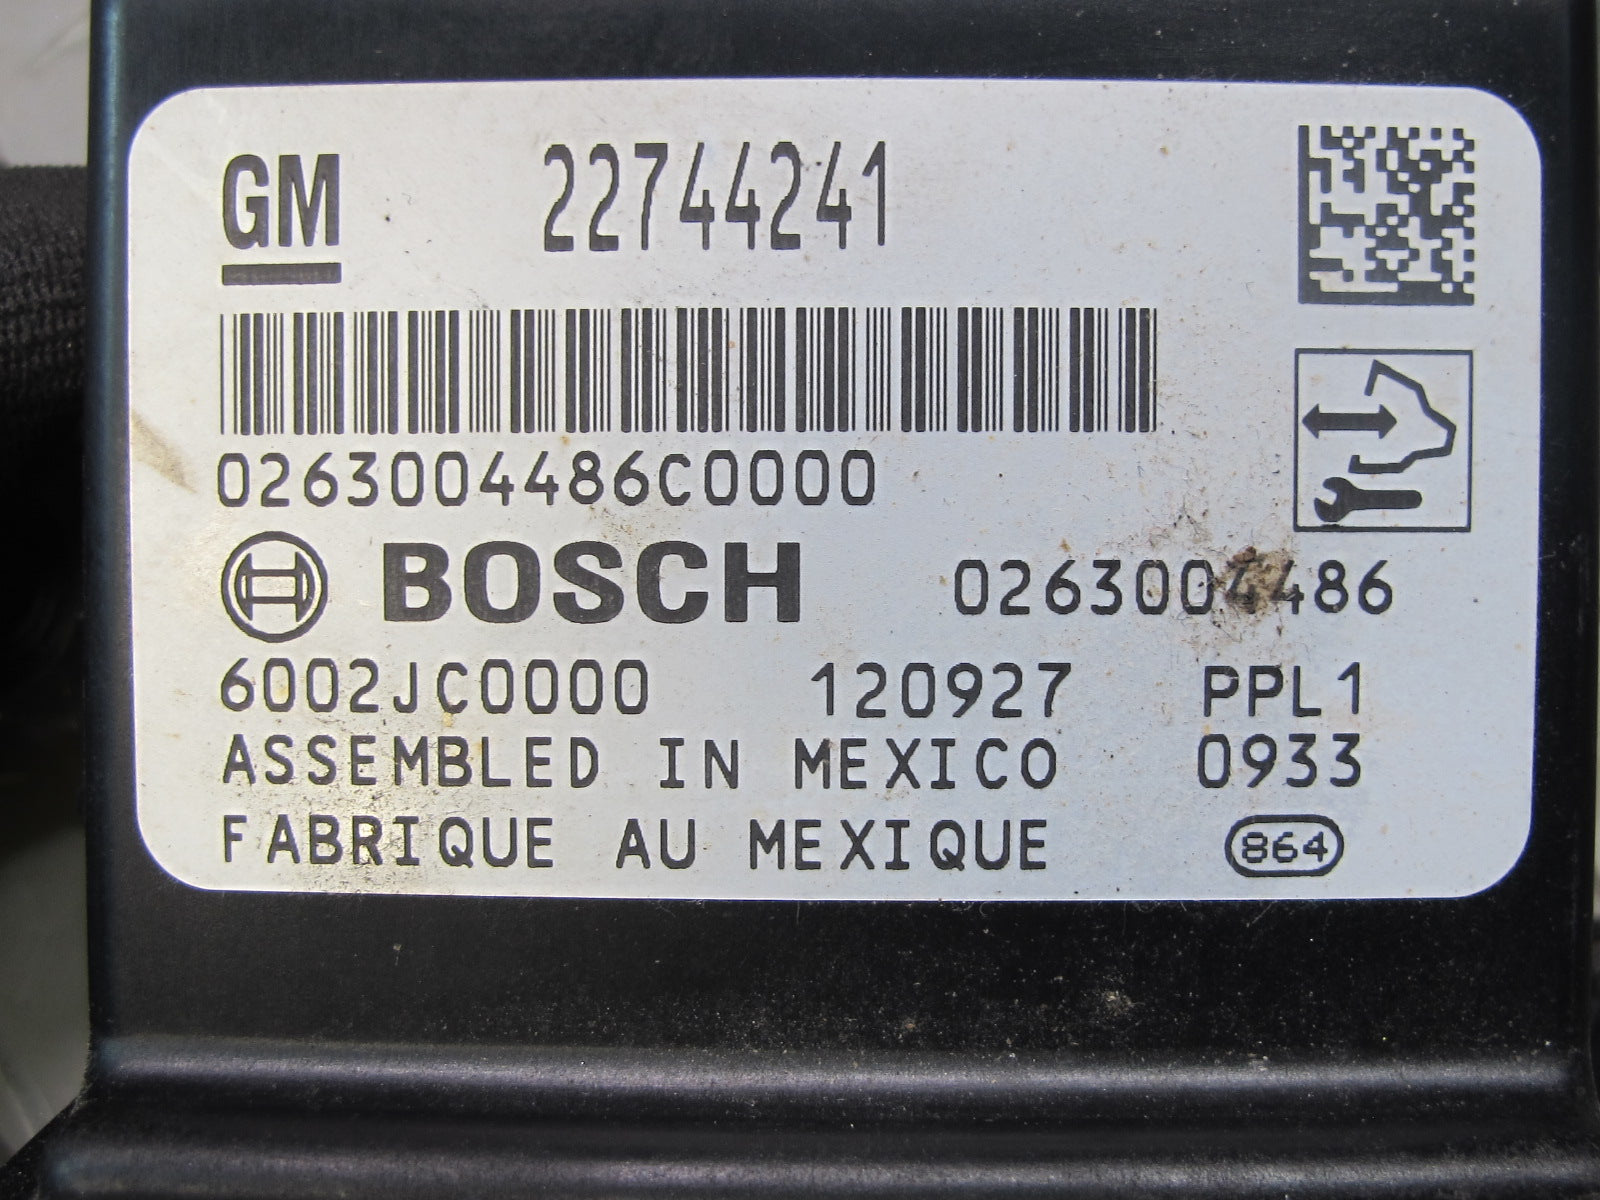 GM 22744241
0263004486C0000
BOSCH 0263004486
6002JC0000 120927 PPL1
ASSEMBLED IN MEXICO 0933
FABRIQUE AU MEXIQUE 864